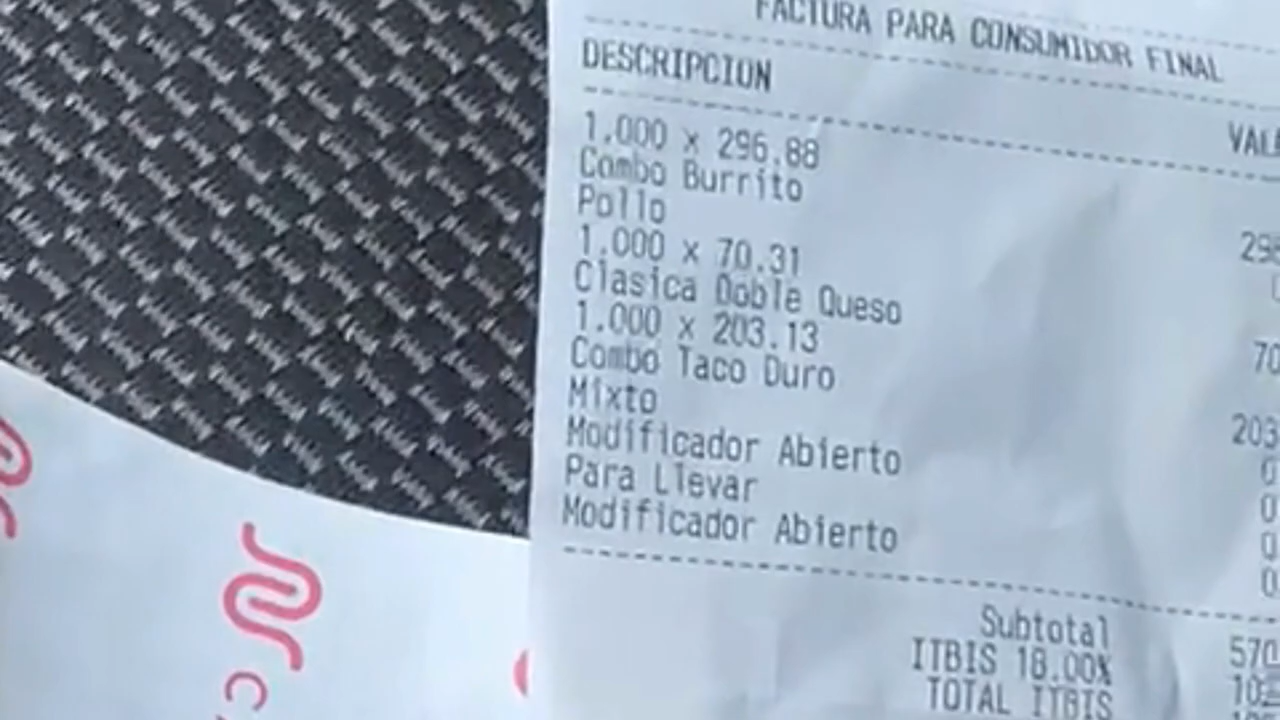 FACTURA PARA CONSUMIDOR FINAL
DESCRIPCION
1.000 x 296.88
Combo Burrito
Pollo
1.000 x 70.31
Clasica Doble Queso
70
1.000 x 203.13
Combo Taco Duro
203
Mixto
Modificador Abierto
Para Llevar
Modificador Abierto
Subtotal
ITBIS 18.00%
TOTAL ITBIS